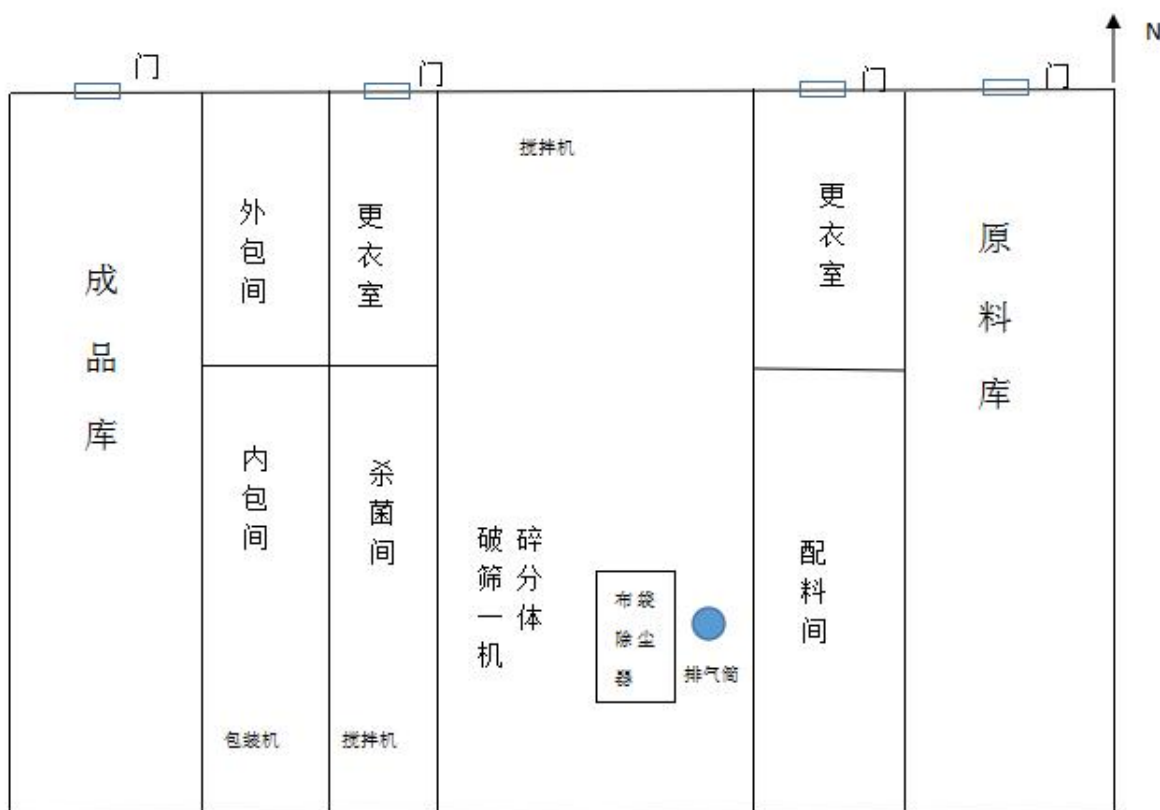 N
门
门
门
门
搅拌机
外包间
更衣室
更衣室
原料库
成品库
内包间
杀菌间
破碎
筛分
一体
机
配料间
布袋
除尘
器
排气筒
包装机
搅拌机